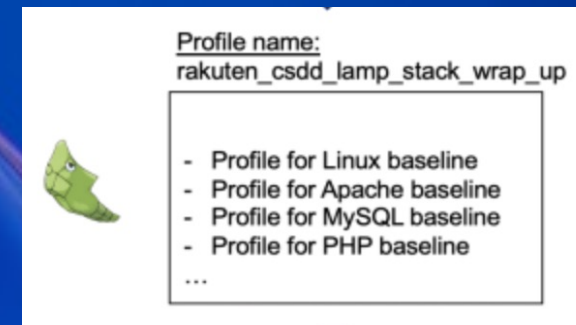 Profile name:
rakuten_csdd_lamp_stack_wrap_up
- Profile for Linux baseline
- Profile for Apache baseline
- Profile for MySQL baseline
- Profile for PHP baseline
...